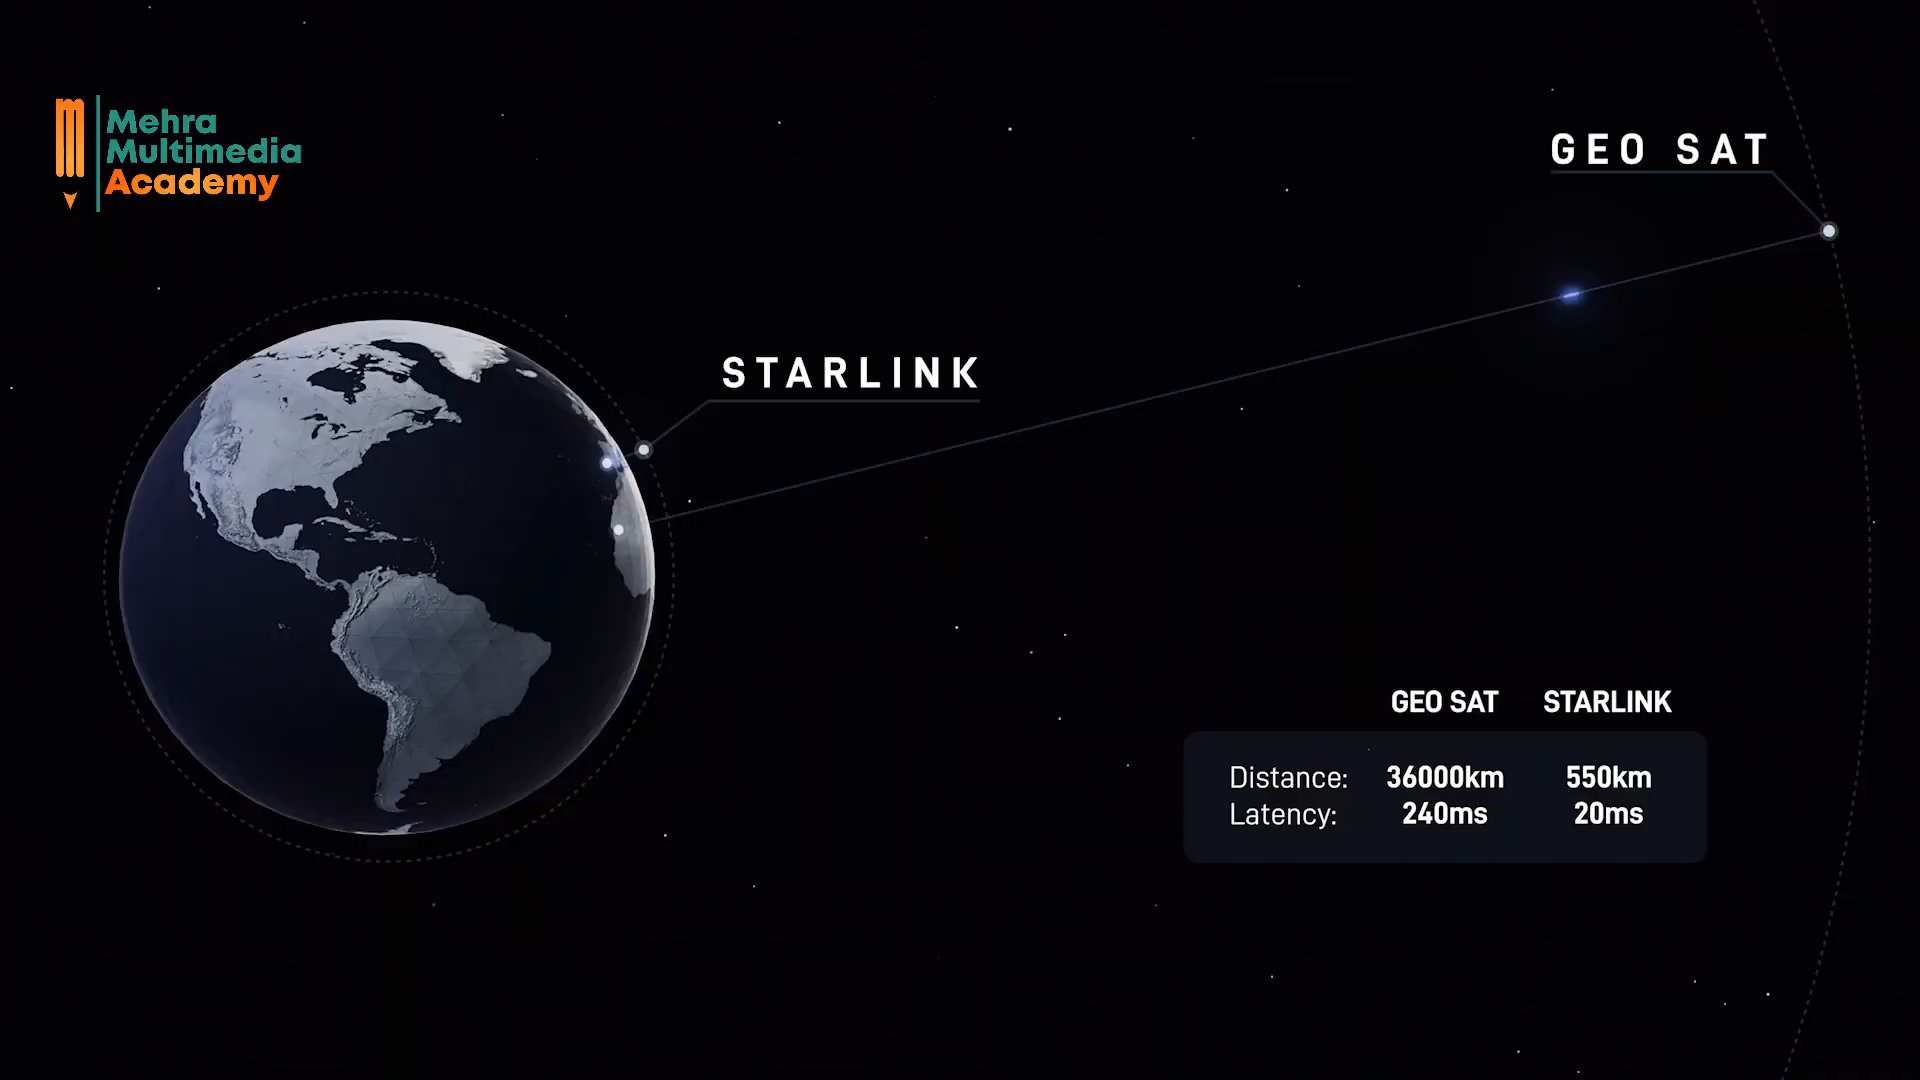 Mehra
Multimedia
Academy
GEO SAT
STARLINK
GEO SAT STARLINK
Distance: 36000km 550km
Latency: 240ms 20ms